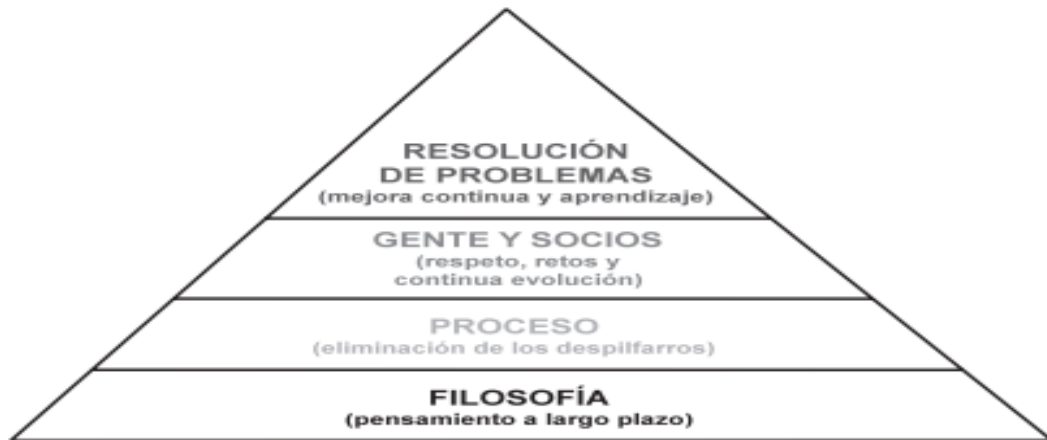 RESOLUCIÓN
DE PROBLEMAS
(mejora continua y aprendizaje)
GENTE Y SOCIOS
(respeto, retos y
continua evolución)
PROCESO
(eliminación de los despilfarros)
FILOSOFÍA
(pensamiento a largo plazo)